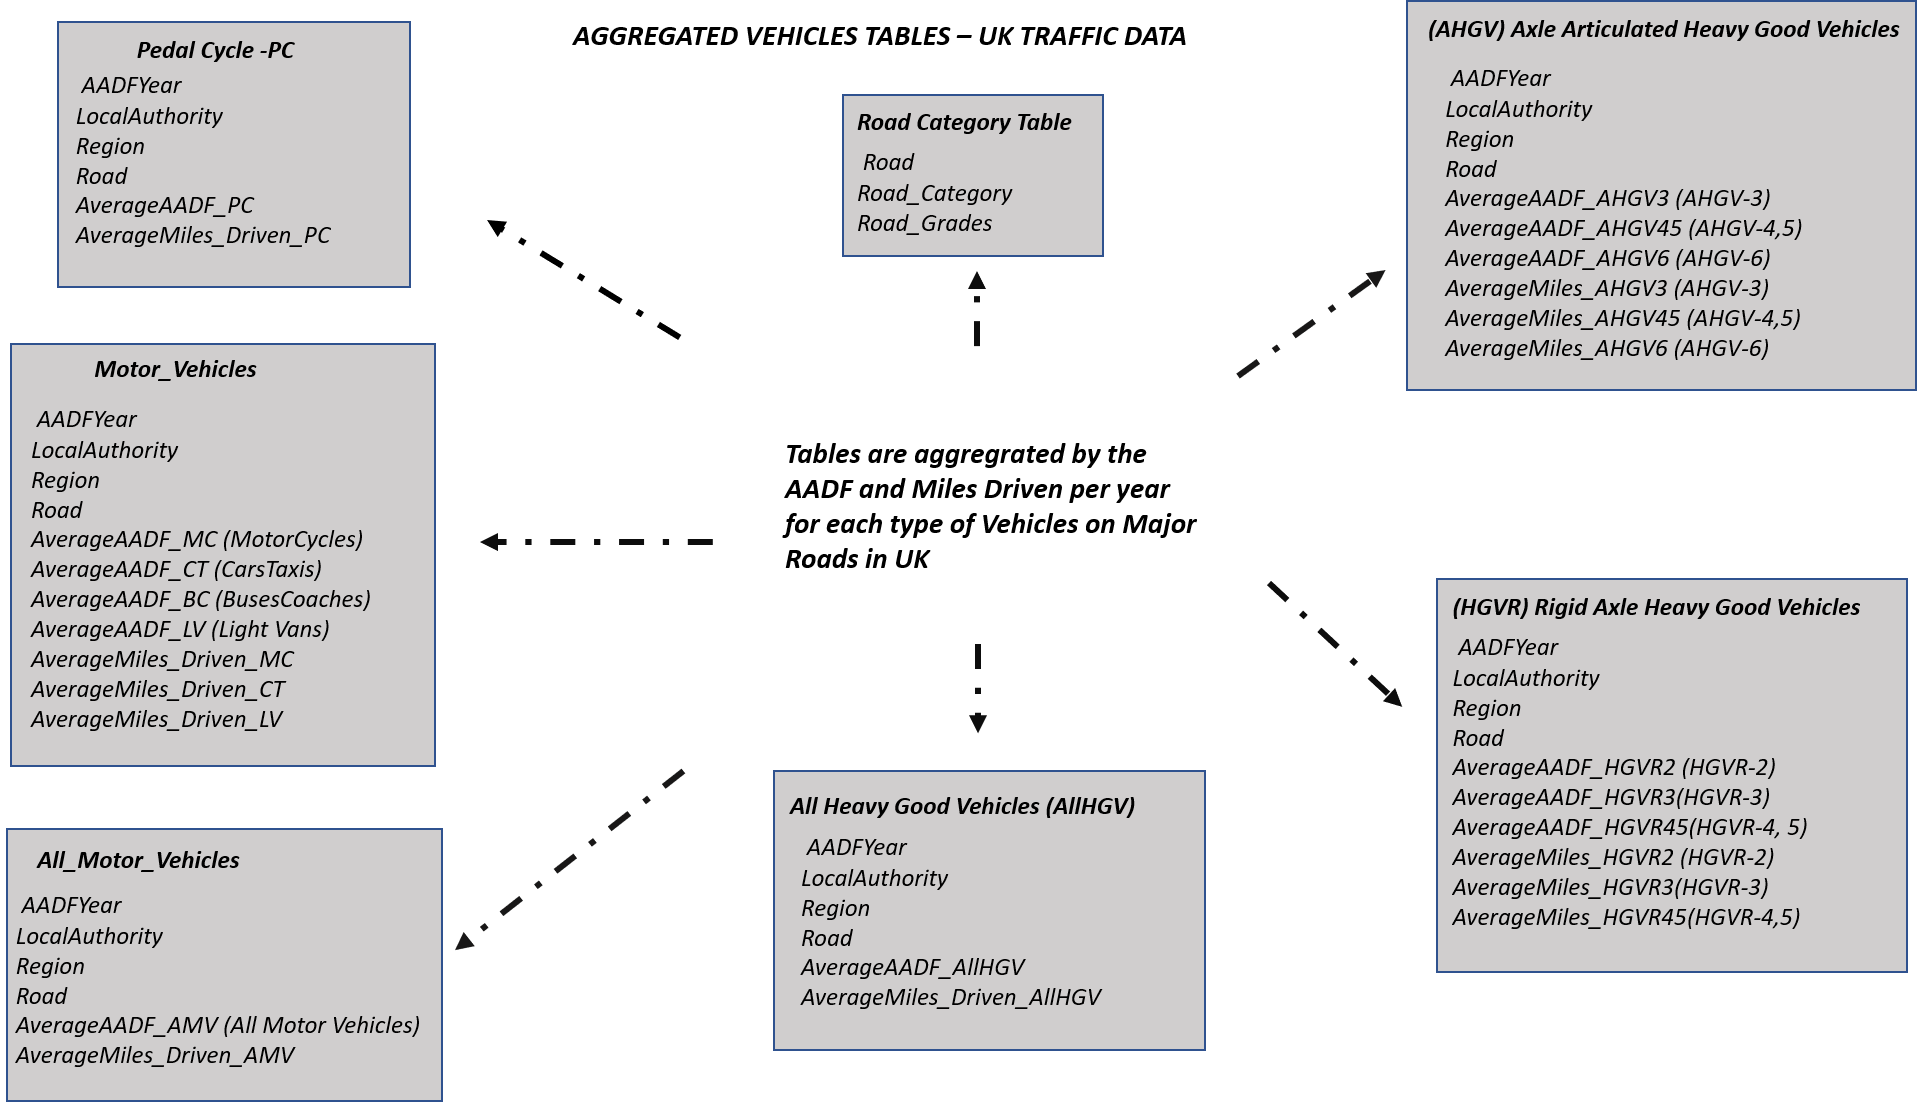 AGGREGATED VEHICLES TABLES – UK TRAFFIC DATA
Pedal Cycle -PC
AADFYear
LocalAuthority
Region
Road
AverageAADF_PC
AverageMiles_Driven_PC
Road Category Table
Road
Road_Category
Road_Grades
(AHGV) Axle Articulated Heavy Good Vehicles
AADFYear
LocalAuthority
Region
Road
AverageAADF_AHGV3 (AHGV-3)
AverageAADF_AHGV45 (AHGV-4,5)
AverageAADF_AHGV6 (AHGV-6)
AverageMiles_AHGV3 (AHGV-3)
AverageMiles_AHGV45 (AHGV-4,5)
AverageMiles_AHGV6 (AHGV-6)
Motor_Vehicles
AADFYear
LocalAuthority
Region
Road
AverageAADF_MC (MotorCycles)
AverageAADF_CT (CarsTaxis)
AverageAADF_BC (BusesCoaches)
AverageAADF_LV (Light Vans)
AverageMiles_Driven_MC
AverageMiles_Driven_CT
AverageMiles_Driven_LV
Tables are aggregrated by the
AADF and Miles Driven per year
for each type of Vehicles on Major
Roads in UK
(HGVR) Rigid Axle Heavy Good Vehicles
AADFYear
LocalAuthority
Region
Road
AverageAADF_HGVR2 (HGVR-2)
AverageAADF_HGVR3(HGVR-3)
AverageAADF_HGVR45(HGVR-4, 5)
AverageMiles_HGVR2 (HGVR-2)
AverageMiles_HGVR3(HGVR-3)
AverageMiles_HGVR45(HGVR-4,5)
All_Motor_Vehicles
AADFYear
LocalAuthority
Region
Road
AverageAADF_AMV (All Motor Vehicles)
AverageMiles_Driven_AMV
All Heavy Good Vehicles (AllHGV)
AADFYear
LocalAuthority
Region
Road
AverageAADF_AllHGV
AverageMiles_Driven_AllHGV